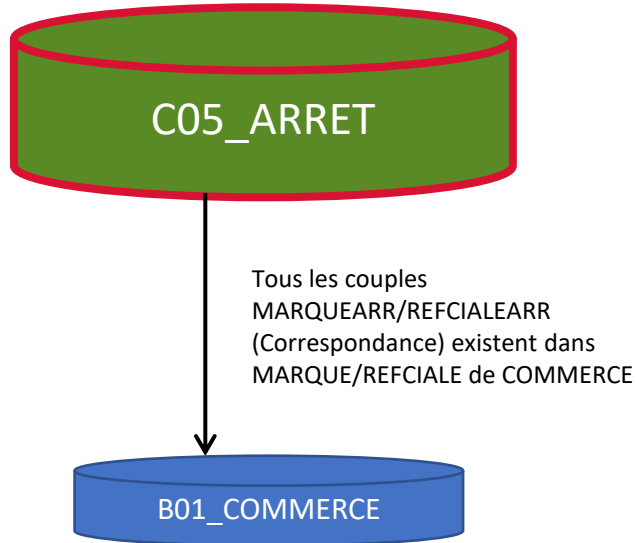 C05_ARRET
Tous les couples
MARQUEARR/REFCIALEARR
(Correspondance) existent dans
MARQUE/REFCIALE de COMMERCE
B01_COMMERCE